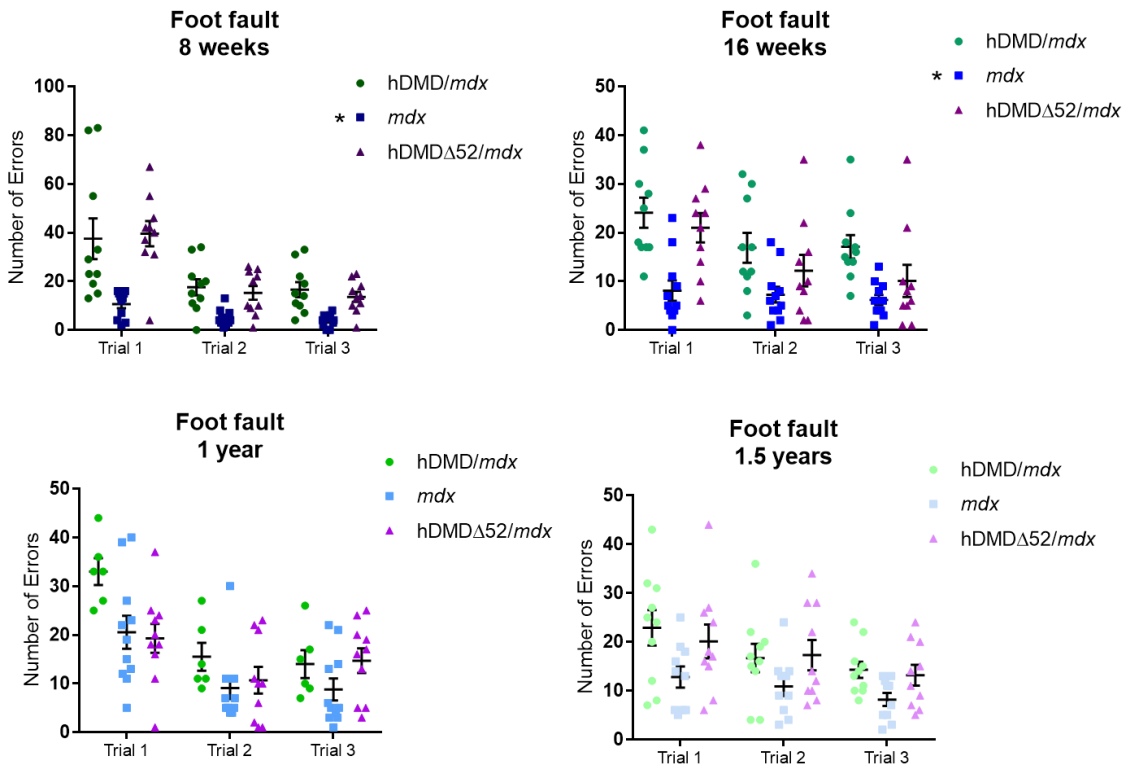 Foot fault
8 weeks
hDMD/mdx
* mdx
hDMDΔ52/mdx
Number of Errors
100
80
60
40
20
0
Trial 1 Trial 2 Trial 3
Foot fault
16 weeks
hDMD/mdx
* mdx
hDMDΔ52/mdx
Number of Errors
50
40
30
20
10
0
Trial 1 Trial 2 Trial 3
Foot fault
1 year
hDMD/mdx
mdx
hDMDΔ52/mdx
Number of Errors
50
40
30
20
10
0
Trial 1 Trial 2 Trial 3
Foot fault
1.5 years
hDMD/mdx
mdx
hDMDΔ52/mdx
Number of Errors
50
40
30
20
10
0
Trial 1 Trial 2 Trial 3